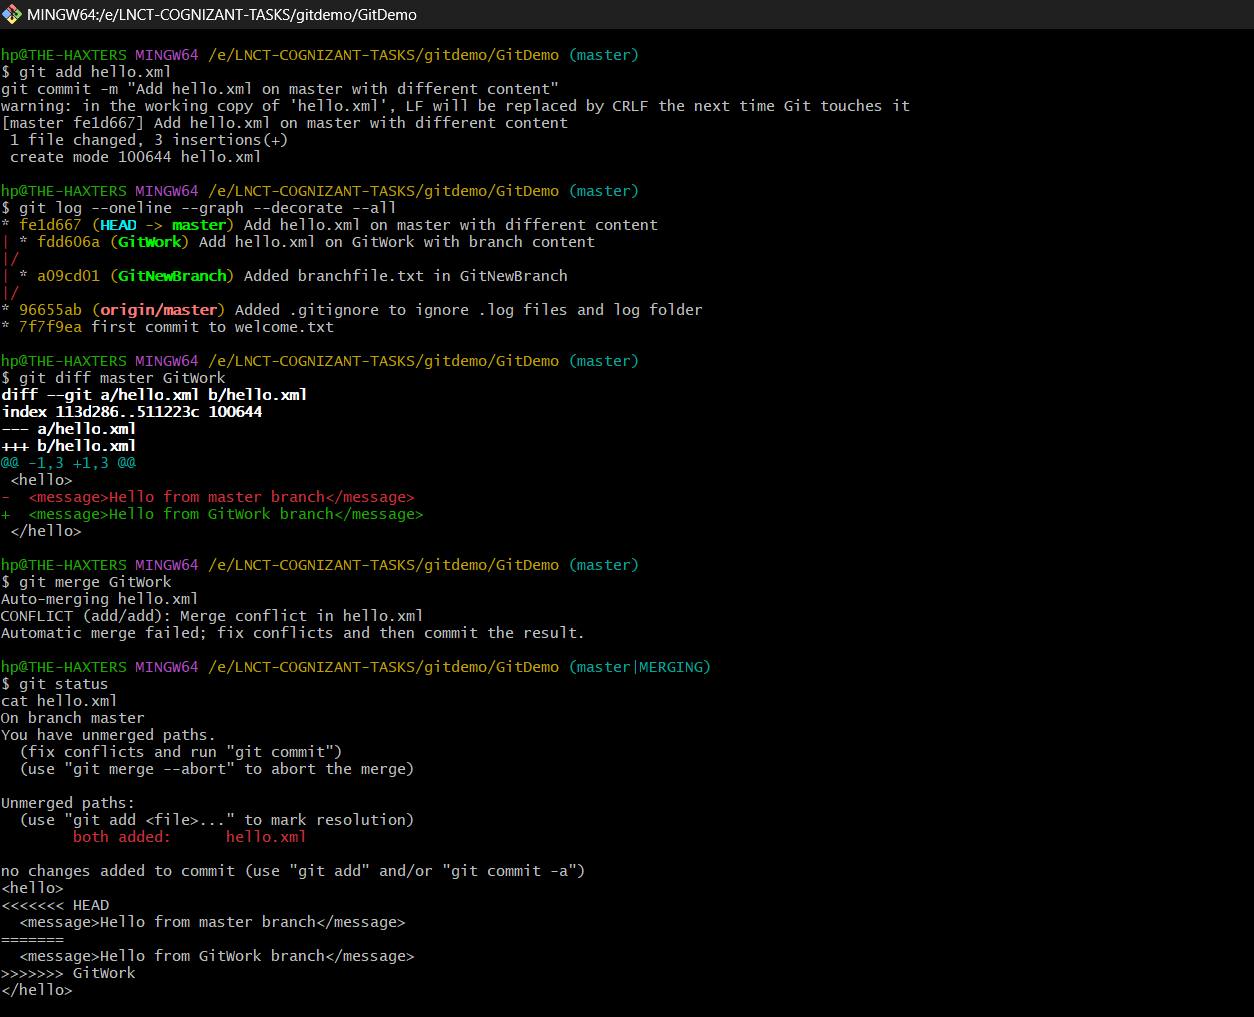 MINGW64:/e/LNCT-COGNIZANT-TASKS/gitdemo/GitDemo
hp@THE-HAXTERS MINGW64 /e/LNCT-COGNIZANT-TASKS/gitdemo/GitDemo (master)
$ git add hello.xml
git commit -m "Add hello.xml on master with different content"
warning: in the working copy of 'hello.xml', LF will be replaced by CRLF the next time Git touches it
[master fe1d667] Add hello.xml on master with different content
 1 file changed, 3 insertions(+)
 create mode 100644 hello.xml
hp@THE-HAXTERS MINGW64 /e/LNCT-COGNIZANT-TASKS/gitdemo/GitDemo (master)
$ git log --oneline --graph --decorate --all
* fe1d667 (HEAD -> master) Add hello.xml on master with different content
| * fdd606a (GitWork) Add hello.xml on GitWork with branch content
|/
| * a09cd01 (GitNewBranch) Added branchfile.txt in GitNewBranch
|/
* 96655ab (origin/master) Added .gitignore to ignore .log files and log folder
* 7f7f9ea first commit to welcome.txt
hp@THE-HAXTERS MINGW64 /e/LNCT-COGNIZANT-TASKS/gitdemo/GitDemo (master)
$ git diff master GitWork
diff --git a/hello.xml b/hello.xml
index 113d286..511223c 100644
--- a/hello.xml
+++ b/hello.xml
@@ -1,3 +1,3 @@
 <hello>
-  <message>Hello from master branch</message>
+  <message>Hello from GitWork branch</message>
 </hello>
hp@THE-HAXTERS MINGW64 /e/LNCT-COGNIZANT-TASKS/gitdemo/GitDemo (master)
$ git merge GitWork
Auto-merging hello.xml
CONFLICT (add/add): Merge conflict in hello.xml
Automatic merge failed; fix conflicts and then commit the result.
hp@THE-HAXTERS MINGW64 /e/LNCT-COGNIZANT-TASKS/gitdemo/GitDemo (master|MERGING)
$ git status
cat hello.xml
On branch master
You have unmerged paths.
  (fix conflicts and run "git commit")
  (use "git merge --abort" to abort the merge)
Unmerged paths:
  (use "git add <file>..." to mark resolution)
        both added:      hello.xml
no changes added to commit (use "git add" and/or "git commit -a")
<hello>
<<<<<<< HEAD
  <message>Hello from master branch</message>
=======
  <message>Hello from GitWork branch</message>
>>>>>>> GitWork
</hello>